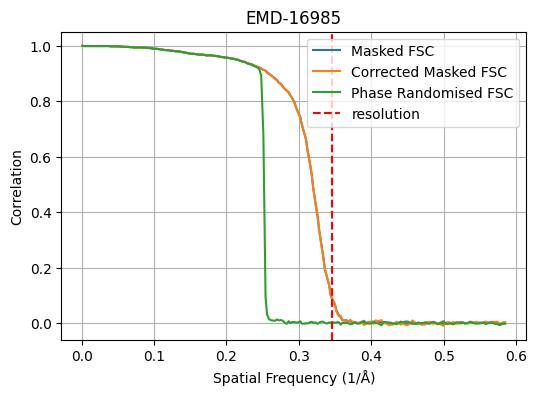 EMD-16985
Masked FSC
Corrected Masked FSC
Phase Randomised FSC
resolution
Correlation
1.0
0.8
0.6
0.4
0.2
0.0
0.0 0.1 0.2 0.3 0.4 0.5 0.6
Spatial Frequency (1/Å)